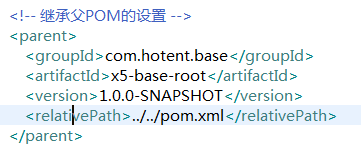 <!-- 继承父POM的设置 -->
<parent>
<groupId>com.hotent.base</groupId>
<artifactId>x5-base-root</artifactId>
<version>1.0.0-SNAPSHOT</version>
<relativePath>../../pom.xml</relativePath>
</parent>